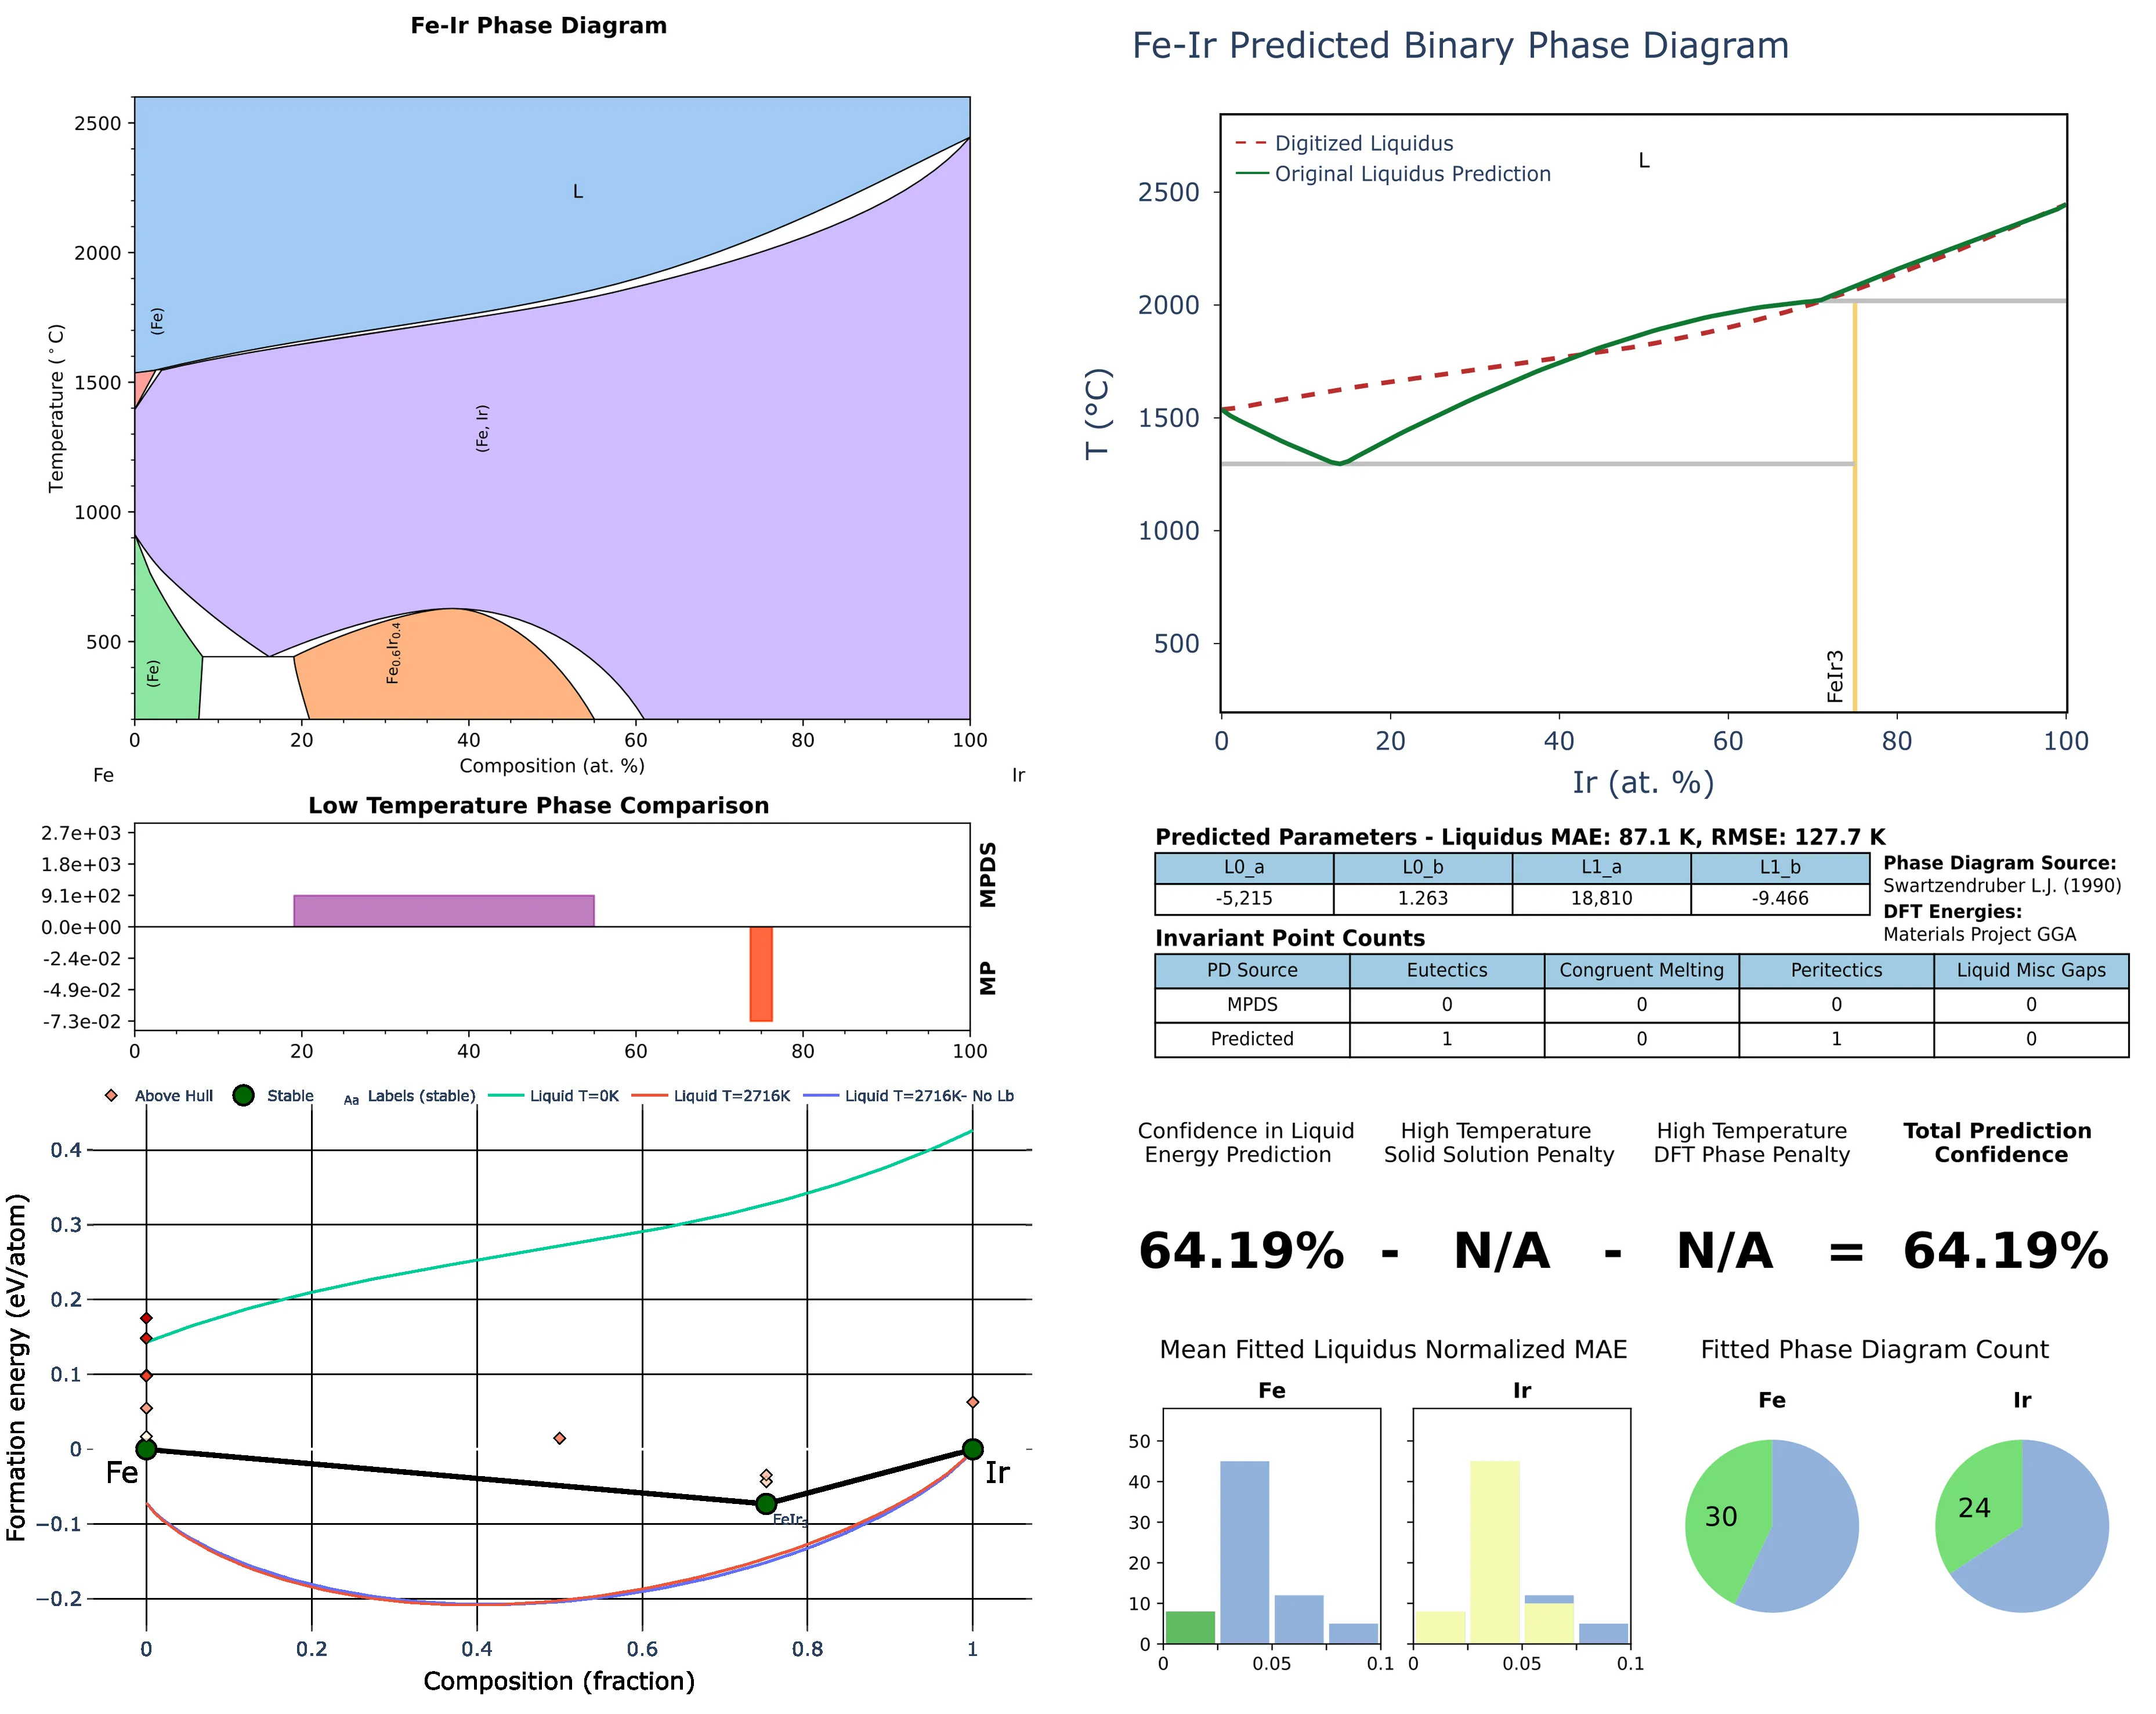 Fe-Ir Phase Diagram
2500
2000
1500
1000
500
Temperature (°C)
L
(Fe)
(Fe, Ir)
(Fe)
Fe0.6Ir0.4
0 20 40 60 80 100
Composition (at. %)
Fe Ir
Low Temperature Phase Comparison
2.7e+03
1.8e+03
9.1e+02
0.0e+00
-2.4e-02
-4.9e-02
-7.3e-02
MPDS
MP
0 20 40 60 80 100
Above Hull Stable Aa Labels (stable) Liquid T=0K Liquid T=2716K Liquid T=2716K- No Lb
0.4
0.3
0.2
0.1
0
−0.1
−0.2
Formation energy (eV/atom)
Fe
Ir
FeIr3
0 0.2 0.4 0.6 0.8 1
Composition (fraction)
Fe-Ir Predicted Binary Phase Diagram
Digitized Liquidus
Original Liquidus Prediction
L
2500
2000
1500
1000
500
T (°C)
FeIr3
0 20 40 60 80 100
Ir (at. %)
Predicted Parameters - Liquidus MAE: 87.1 K, RMSE: 127.7 K
L0_a L0_b L1_a L1_b
-5,215 1.263 18,810 -9.466
Phase Diagram Source:
Swartzendruber L.J. (1990)
DFT Energies:
Materials Project GGA
Invariant Point Counts
PD Source Eutectics Congruent Melting Peritectics Liquid Misc Gaps
MPDS 0 0 0 0
Predicted 1 0 1 0
Confidence in Liquid
Energy Prediction
High Temperature
Solid Solution Penalty
High Temperature
DFT Phase Penalty
Total Prediction
Confidence
64.19% - N/A - N/A = 64.19%
Mean Fitted Liquidus Normalized MAE
Fe Ir
50
40
30
20
10
0
0 0.05 0.1 0 0.05 0.1
Fitted Phase Diagram Count
Fe Ir
30 24